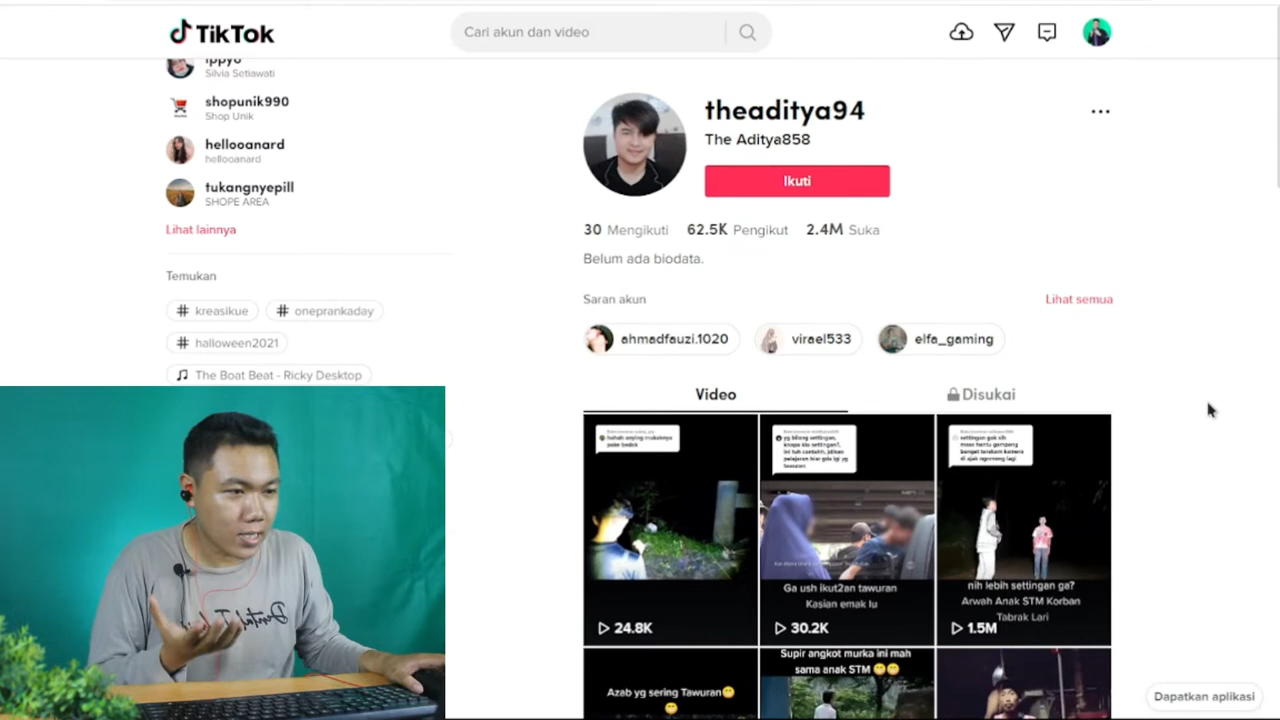 TikTok
Cari akun dan video
ippyo
Silvia Setiawati
shopunik990
Shop Unik
hellooanard
hellooanard
tukangnyepill
SHOPE AREA
Lihat lainnya
Temukan
# kreasikue
# oneprankaday
# halloween2021
The Boat Beat - Ricky Desktop
theaditya94
The Aditya858
Ikuti
30 Mengikuti 62.5K Pengikut 2.4M Suka
Belum ada biodata.
Saran akun
Lihat semua
ahmadfauzi.1020
virael533
elfa_gaming
Video
Disukai
24.8K
Ga ush ikut2an tawuran
Kasian emak lu
30.2K
nih lebih settingan ga?
Arwah Anak STM Korban
Tabrak Lari
1.5M
Azab yg sering Tawuran
Supir angkot murka ini mah
sama anak STM
Dapatkan aplikasi